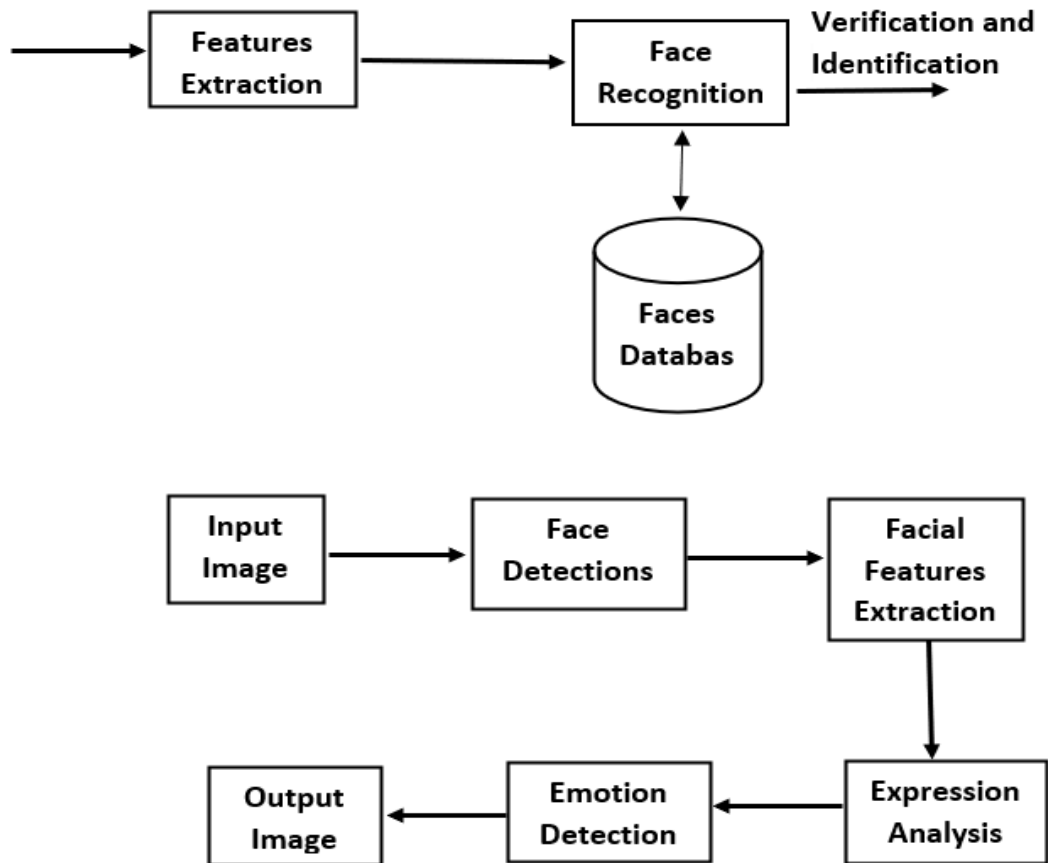 Features
Extraction
Face
Recognition
Verification and
Identification
Faces
Databas
Input
Image
Face
Detections
Facial
Features
Extraction
Output
Image
Emotion
Detection
Expression
Analysis